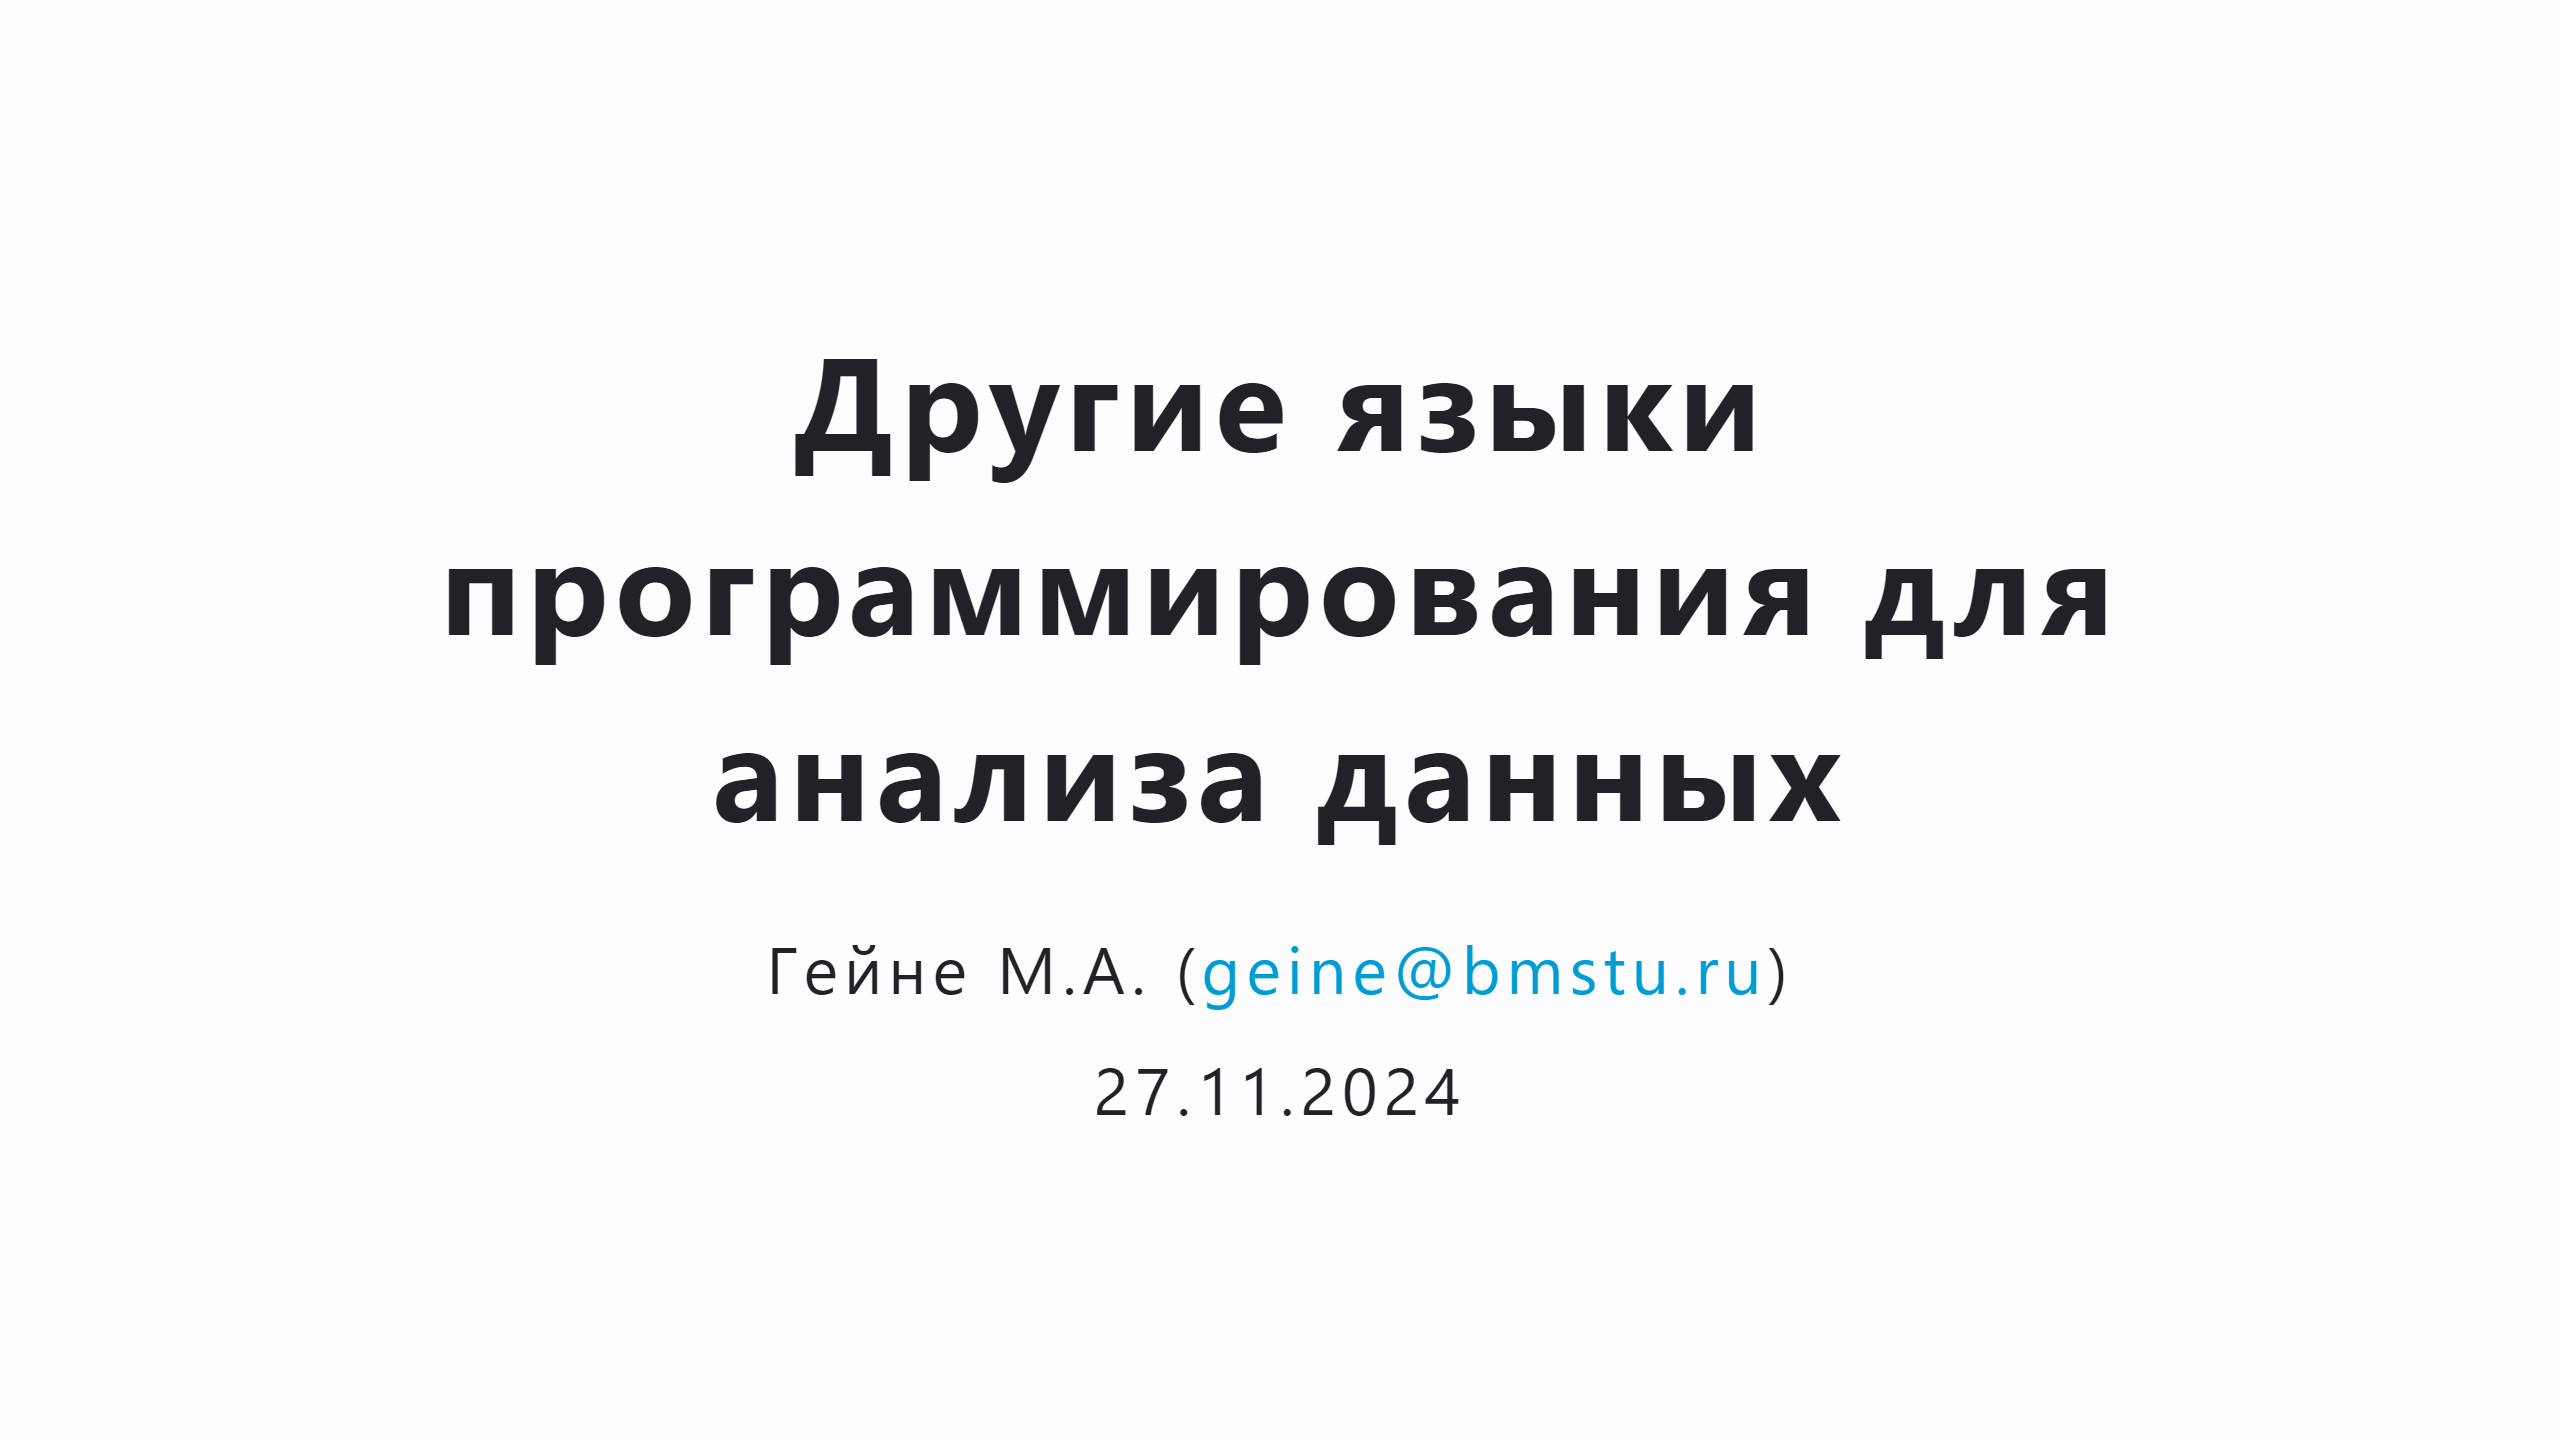 Другие языки
программирования для
анализа данных
Гейне М.А. (geine@bmstu.ru)
27.11.2024